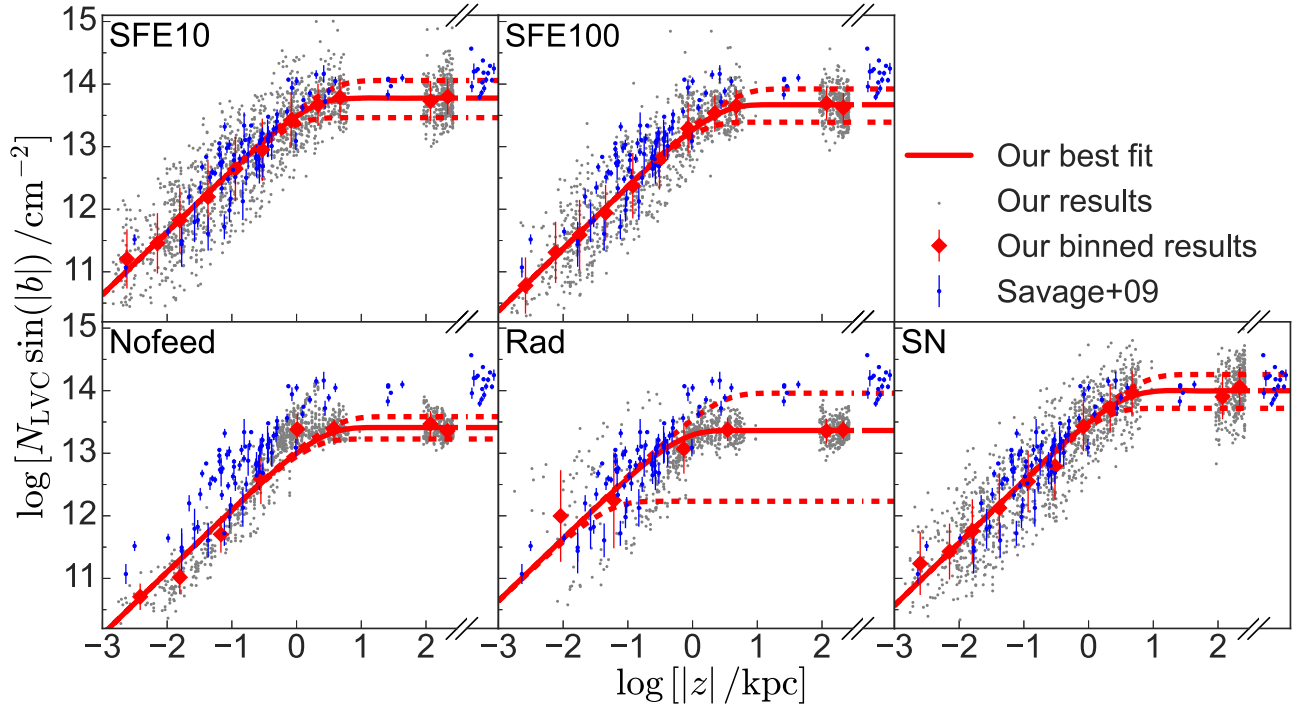 SFE10
SFE100
15
14
13
12
11
Our best fit
Our results
Our binned results
Savage+09
log [N_LVC sin(|b|) /cm⁻²]
Nofeed
Rad
SN
15
14
13
12
11
−3 −2 −1 0 1 2
−3 −2 −1 0 1 2
−3 −2 −1 0 1 2
log [|z| /kpc]